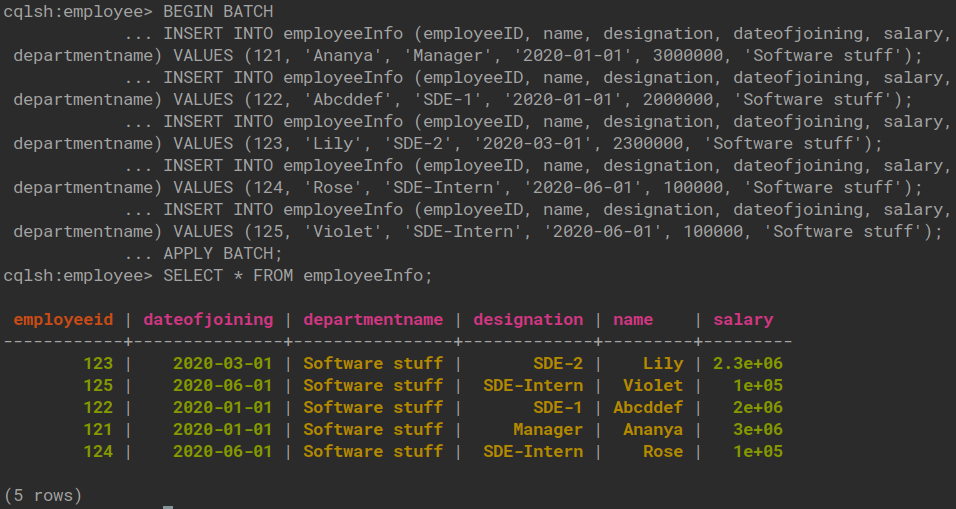 cqlsh:employee> BEGIN BATCH
... INSERT INTO employeeInfo (employeeID, name, designation, dateofjoining, salary,
departmentname) VALUES (121, 'Ananya', 'Manager', '2020-01-01', 3000000, 'Software stuff');
... INSERT INTO employeeInfo (employeeID, name, designation, dateofjoining, salary,
departmentname) VALUES (122, 'Abcddef', 'SDE-1', '2020-01-01', 2000000, 'Software stuff');
... INSERT INTO employeeInfo (employeeID, name, designation, dateofjoining, salary,
departmentname) VALUES (123, 'Lily', 'SDE-2', '2020-03-01', 2300000, 'Software stuff');
... INSERT INTO employeeInfo (employeeID, name, designation, dateofjoining, salary,
departmentname) VALUES (124, 'Rose', 'SDE-Intern', '2020-06-01', 100000, 'Software stuff');
... INSERT INTO employeeInfo (employeeID, name, designation, dateofjoining, salary,
departmentname) VALUES (125, 'Violet', 'SDE-Intern', '2020-06-01', 100000, 'Software stuff');
... APPLY BATCH;
cqlsh:employee> SELECT * FROM employeeInfo;
employeeid | dateofjoining | departmentname | designation | name | salary
------------+---------------+----------------+-------------+---------+---------
123 | 2020-03-01 | Software stuff | SDE-2 | Lily | 2.3e+06
125 | 2020-06-01 | Software stuff | SDE-Intern | Violet | 1e+05
122 | 2020-01-01 | Software stuff | SDE-1 | Abcddef | 2e+06
121 | 2020-01-01 | Software stuff | Manager | Ananya | 3e+06
124 | 2020-06-01 | Software stuff | SDE-Intern | Rose | 1e+05
(5 rows)